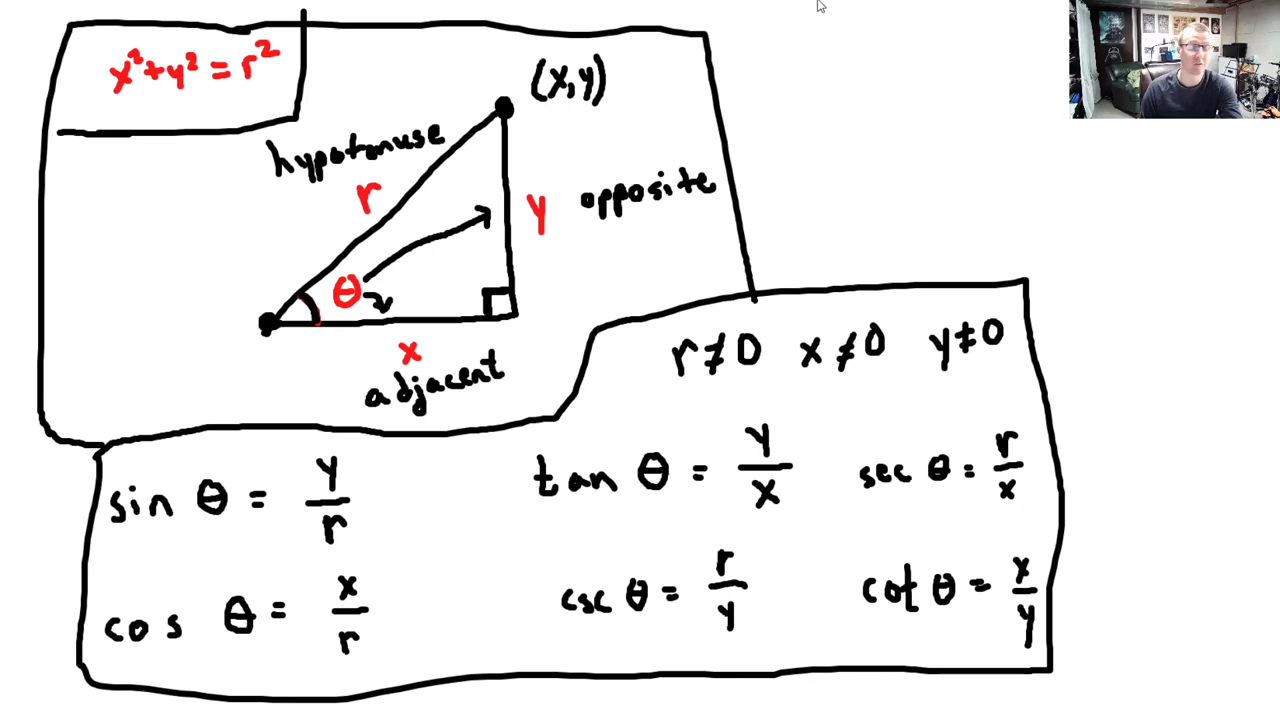 x² + y² = r²
(x, y)
hypotenuse
r
y opposite
θ
x
adjacent
r ≠ 0 x ≠ 0 y ≠ 0
sin θ = y/r
tan θ = y/x
sec θ = r/x
cos θ = x/r
csc θ = r/y
cot θ = x/y